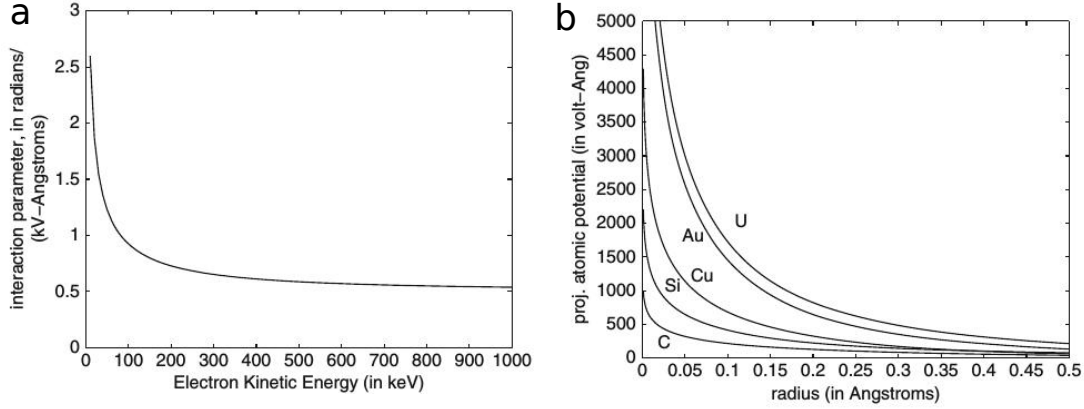 a
interaction parameter, in radians/
(kV-Angstroms)
3
2.5
2
1.5
1
0.5
0
0 100 200 300 400 500 600 700 800 900 1000
Electron Kinetic Energy (in keV)
b
proj. atomic potential (in volt-Ang)
5000
4500
4000
3500
3000
2500
2000
1500
1000
500
0
U
Au
Cu
Si
C
0 0.05 0.1 0.15 0.2 0.25 0.3 0.35 0.4 0.45 0.5
radius (in Angstroms)